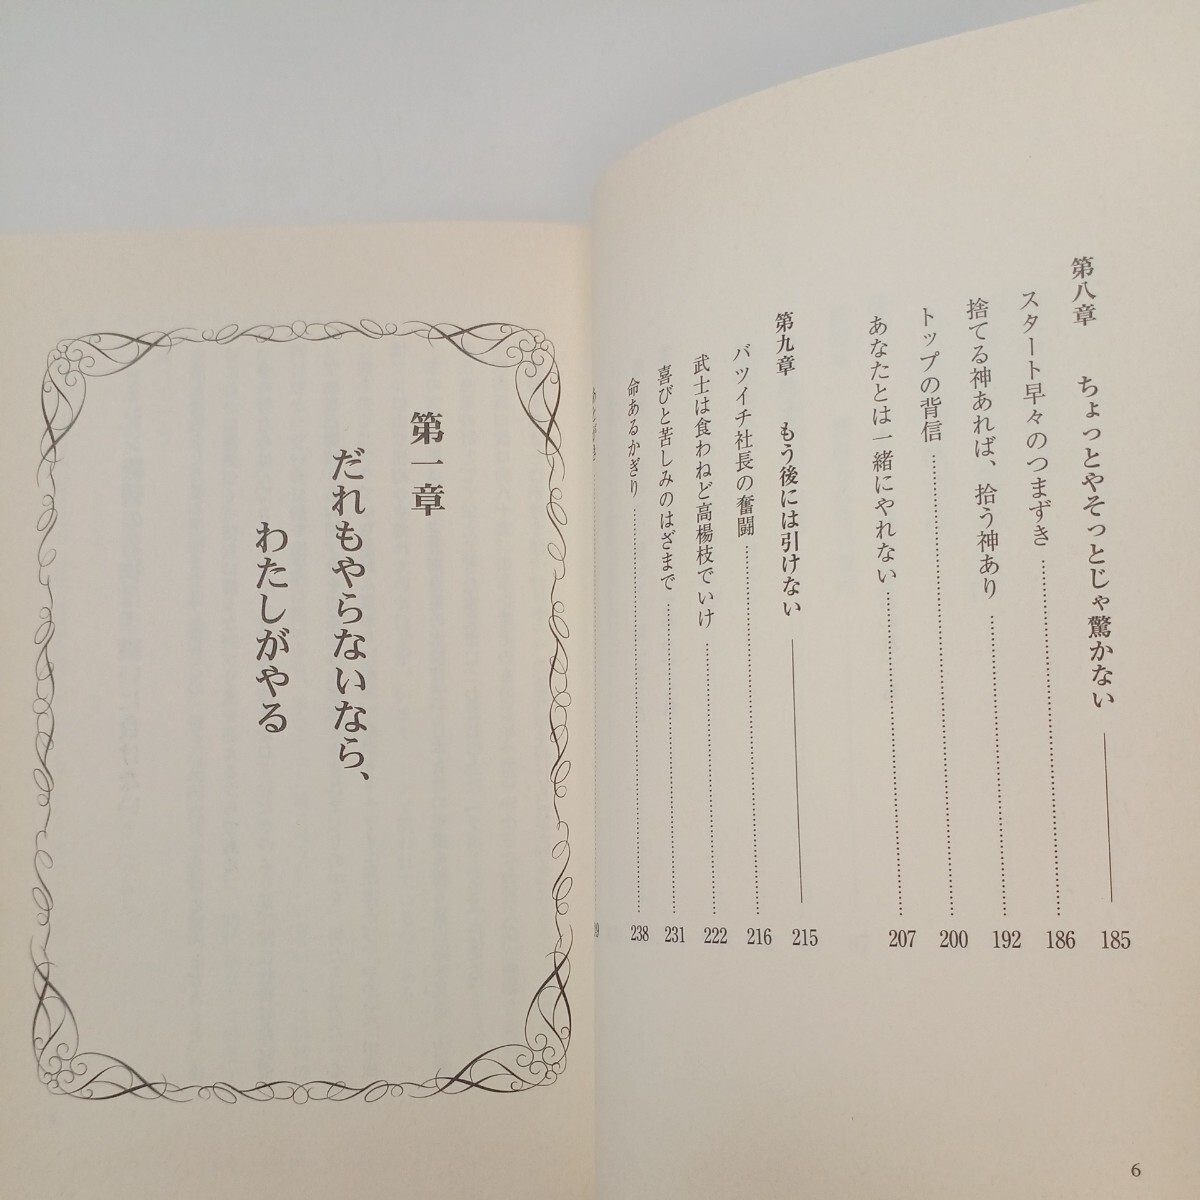 第八章　ちょっとやそっとじゃ驚かない 185
スタート早々のつまずき 186
捨てる神あれば、拾う神あり 192
トップの背信 200
あなたとは一緒にやれない 207
第九章　もう後には引けない 215
バツイチ社長の奮闘 216
武士は食わねど高楊枝でいけ 222
喜びと苦しみのはざまで 231
命あるかぎり 238
6
第一章
だれもやらないなら、
わたしがやる